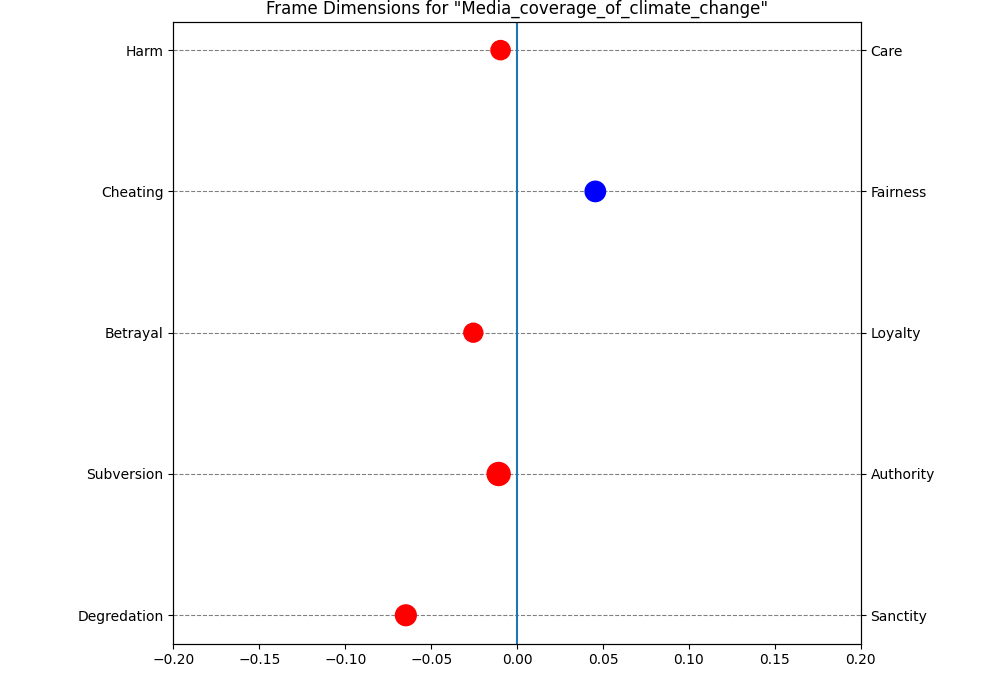 Frame Dimensions for "Media_coverage_of_climate_change"
Harm
Care
Cheating
Fairness
Betrayal
Loyalty
Subversion
Authority
Degredation
Sanctity
−0.20 −0.15 −0.10 −0.05 0.00 0.05 0.10 0.15 0.20